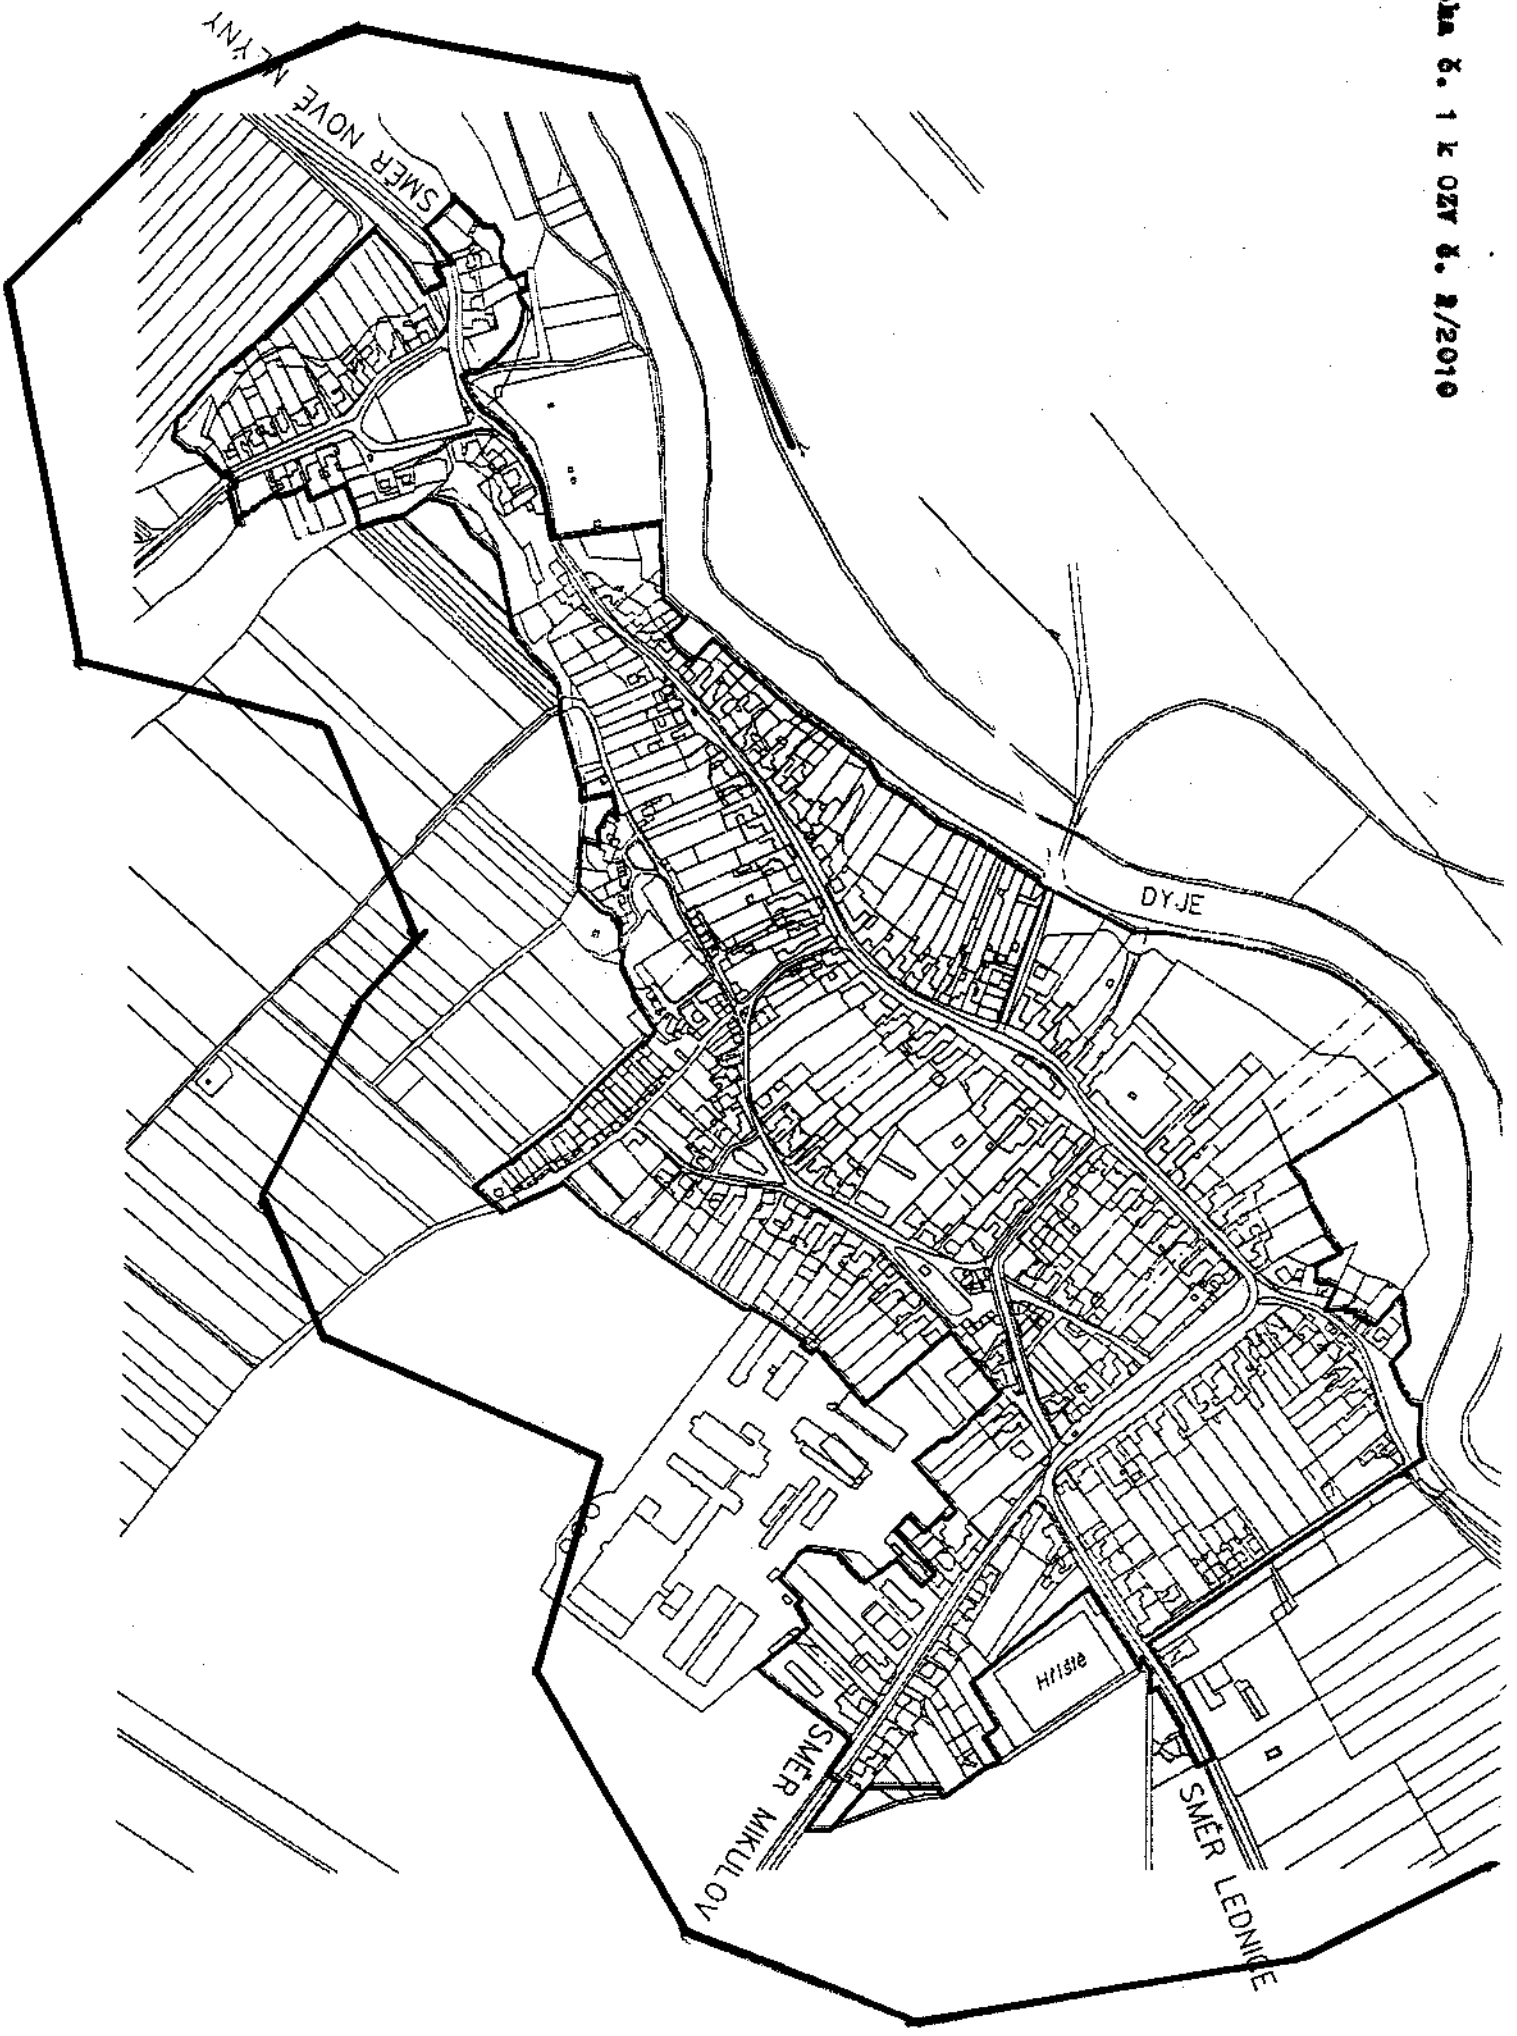 č. 1 k OZV č. 2/2010
SMĚR NOVÉ MLÝNY
DYJE
Hřiště
SMĚR MIKULOV
SMĚR LEDNICE